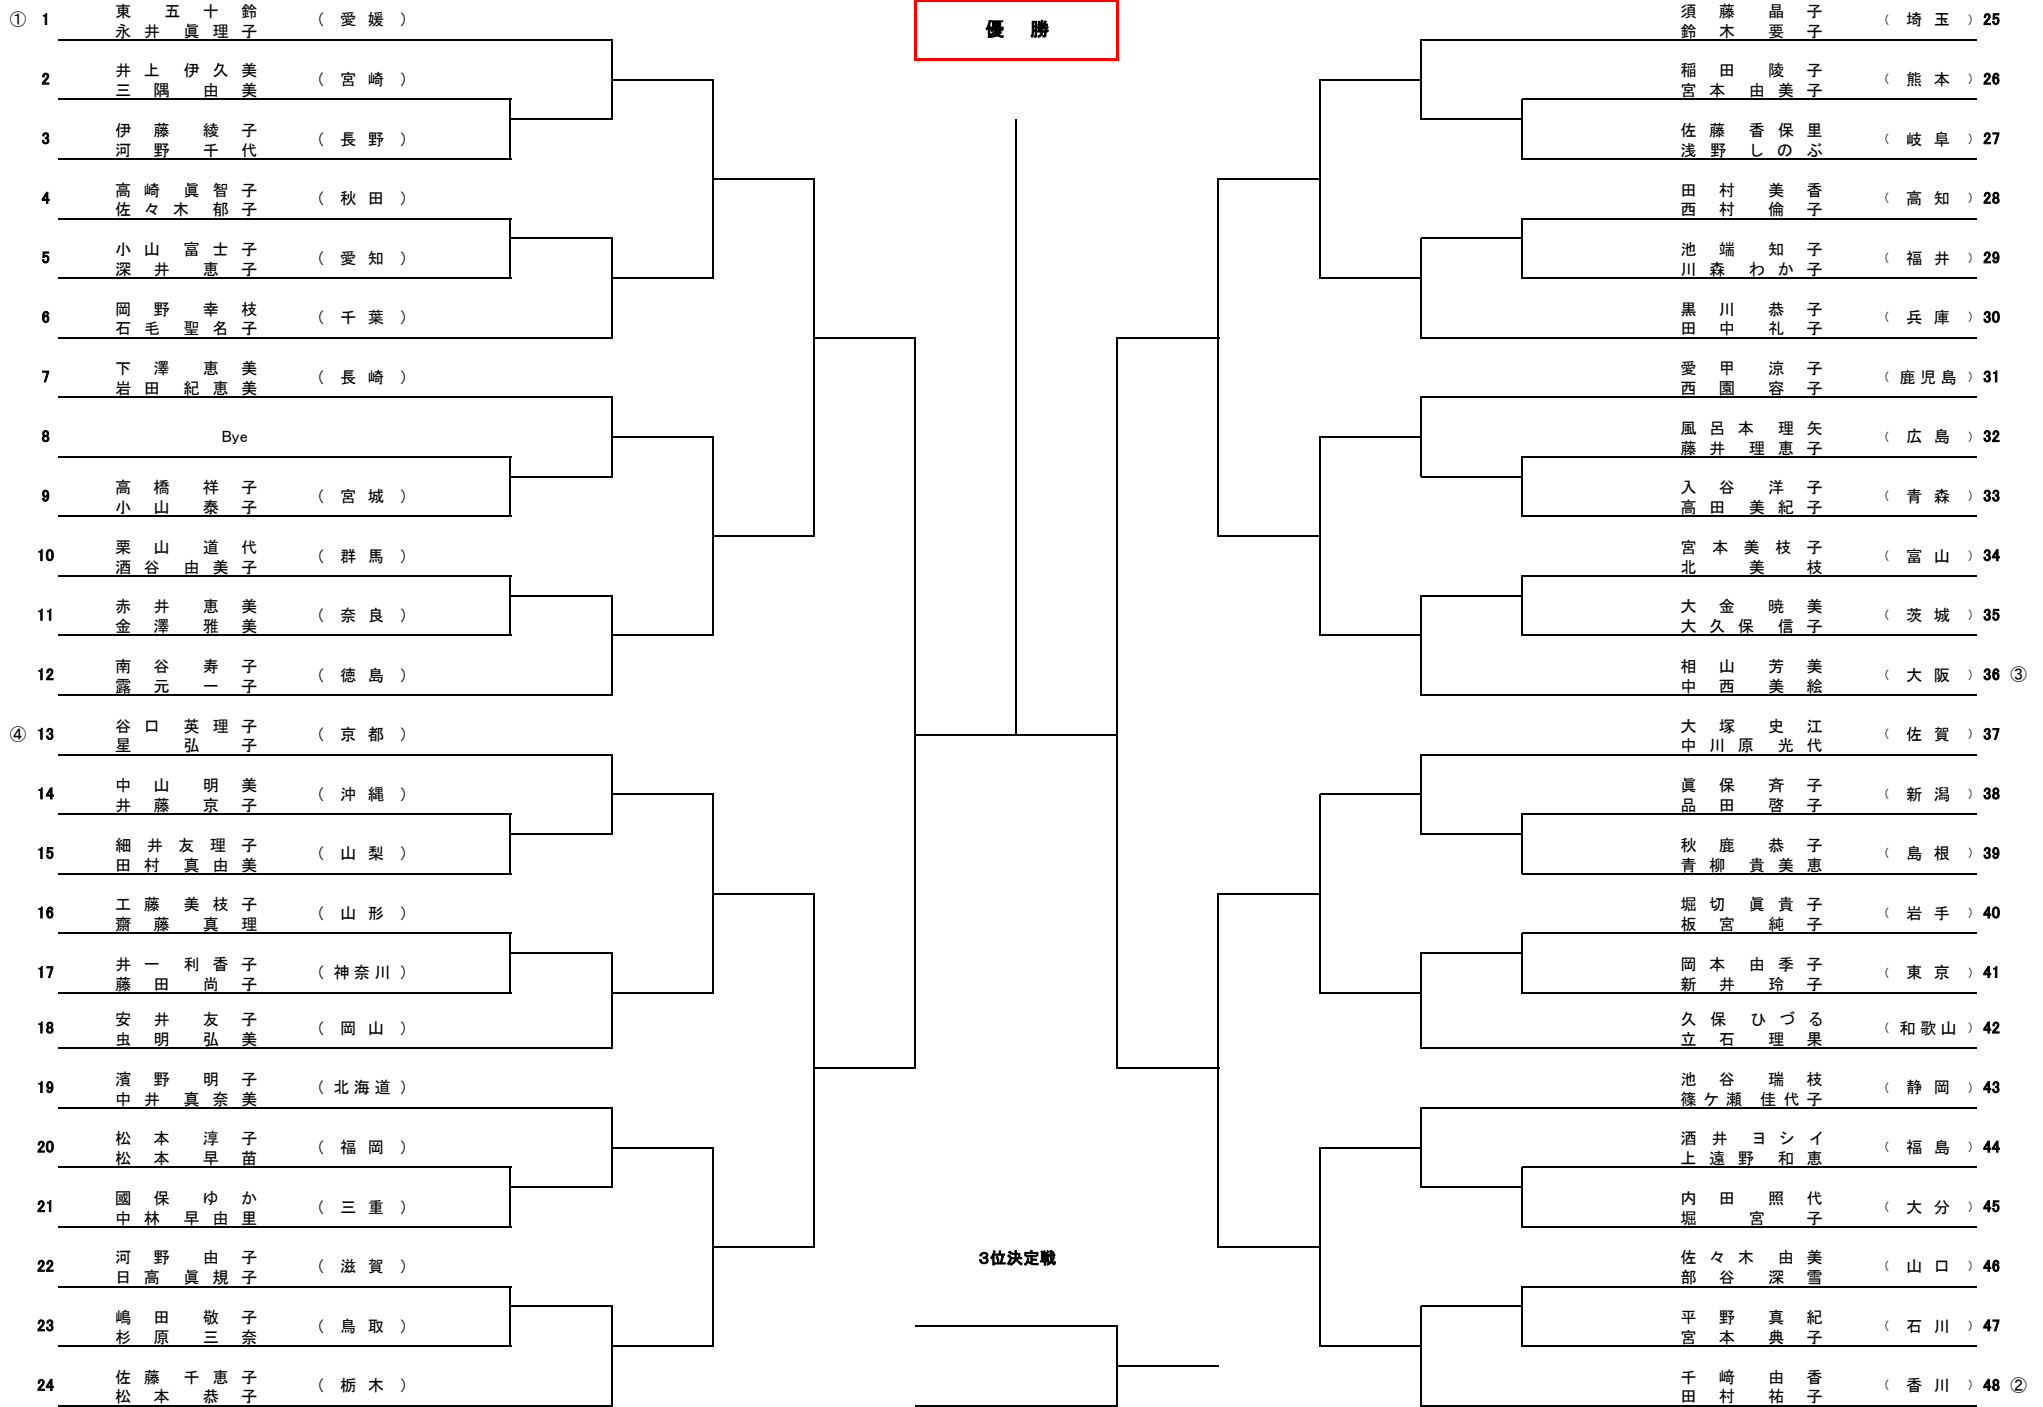 優　勝
① 1 東　五十鈴 （愛媛）
永井　眞理子
2 井上　伊久美 （宮崎）
三隅　由美
3 伊藤　綾子 （長野）
河野　千代
4 高崎　眞智子 （秋田）
佐々木　郁子
5 小山　富士子 （愛知）
深井　恵子
6 岡野　幸枝 （千葉）
石毛　聖名子
7 下澤　恵美 （長崎）
岩田　紀恵美
8 Bye
9 高橋　祥子 （宮城）
小山　泰子
10 栗山　道代 （群馬）
酒谷　由美子
11 赤井　恵美 （奈良）
金澤　雅美
12 南谷　寿子 （徳島）
露元　一子
④ 13 谷口　英理子 （京都）
星　弘子
14 中山　明美 （沖縄）
井藤　京子
15 細井友理子 （山梨）
田村　真由美
16 工藤　美枝子 （山形）
齋藤　真理
17 井一　利香子 （神奈川）
藤田　尚子
18 安井　友子 （岡山）
虫明　弘美
19 濱野　明子 （北海道）
中井　真奈美
20 松本　淳子 （福岡）
松本　早苗
21 國保　ゆか （三重）
中林　早由里
22 河野　由子 （滋賀）
日高　眞規子
23 嶋田　敬子 （鳥取）
杉原　三奈
24 佐藤　千恵子 （栃木）
松本　恭子
3位決定戦
須藤　晶子 （埼玉） 25
鈴木　要子
稲田　陵子 （熊本） 26
宮本　由美子
佐藤　香保里 （岐阜） 27
浅野　しのぶ
田村　美香 （高知） 28
西村　倫子
池端　知子 （福井） 29
川森　わか子
黒川　恭子 （兵庫） 30
田中　礼子
愛甲　涼子 （鹿児島） 31
西園　容子
風呂本　理矢 （広島） 32
藤井　理恵子
入谷　洋子 （青森） 33
高田　美紀子
宮本美枝子 （富山） 34
北　美枝
大金　暁美 （茨城） 35
大久保　信子
相山　芳美 （大阪） 36 ③
中西　美絵
大塚　史江 （佐賀） 37
中川原　光代
眞保　斉子 （新潟） 38
品田　啓子
秋鹿　恭子 （島根） 39
青柳　貴美恵
堀切　眞貴子 （岩手） 40
板宮　純子
岡本　由季子 （東京） 41
新井　玲子
久保　ひづる （和歌山） 42
立石　理果
池谷　瑞枝 （静岡） 43
篠ケ瀬　佳代子
酒井　ヨシイ （福島） 44
上遠野　和恵
内田　照代 （大分） 45
堀　宮子
佐々木　由美 （山口） 46
部谷　深雪
平野　真紀 （石川） 47
宮本　典子
千﨑　由香 （香川） 48 ②
田村　祐子